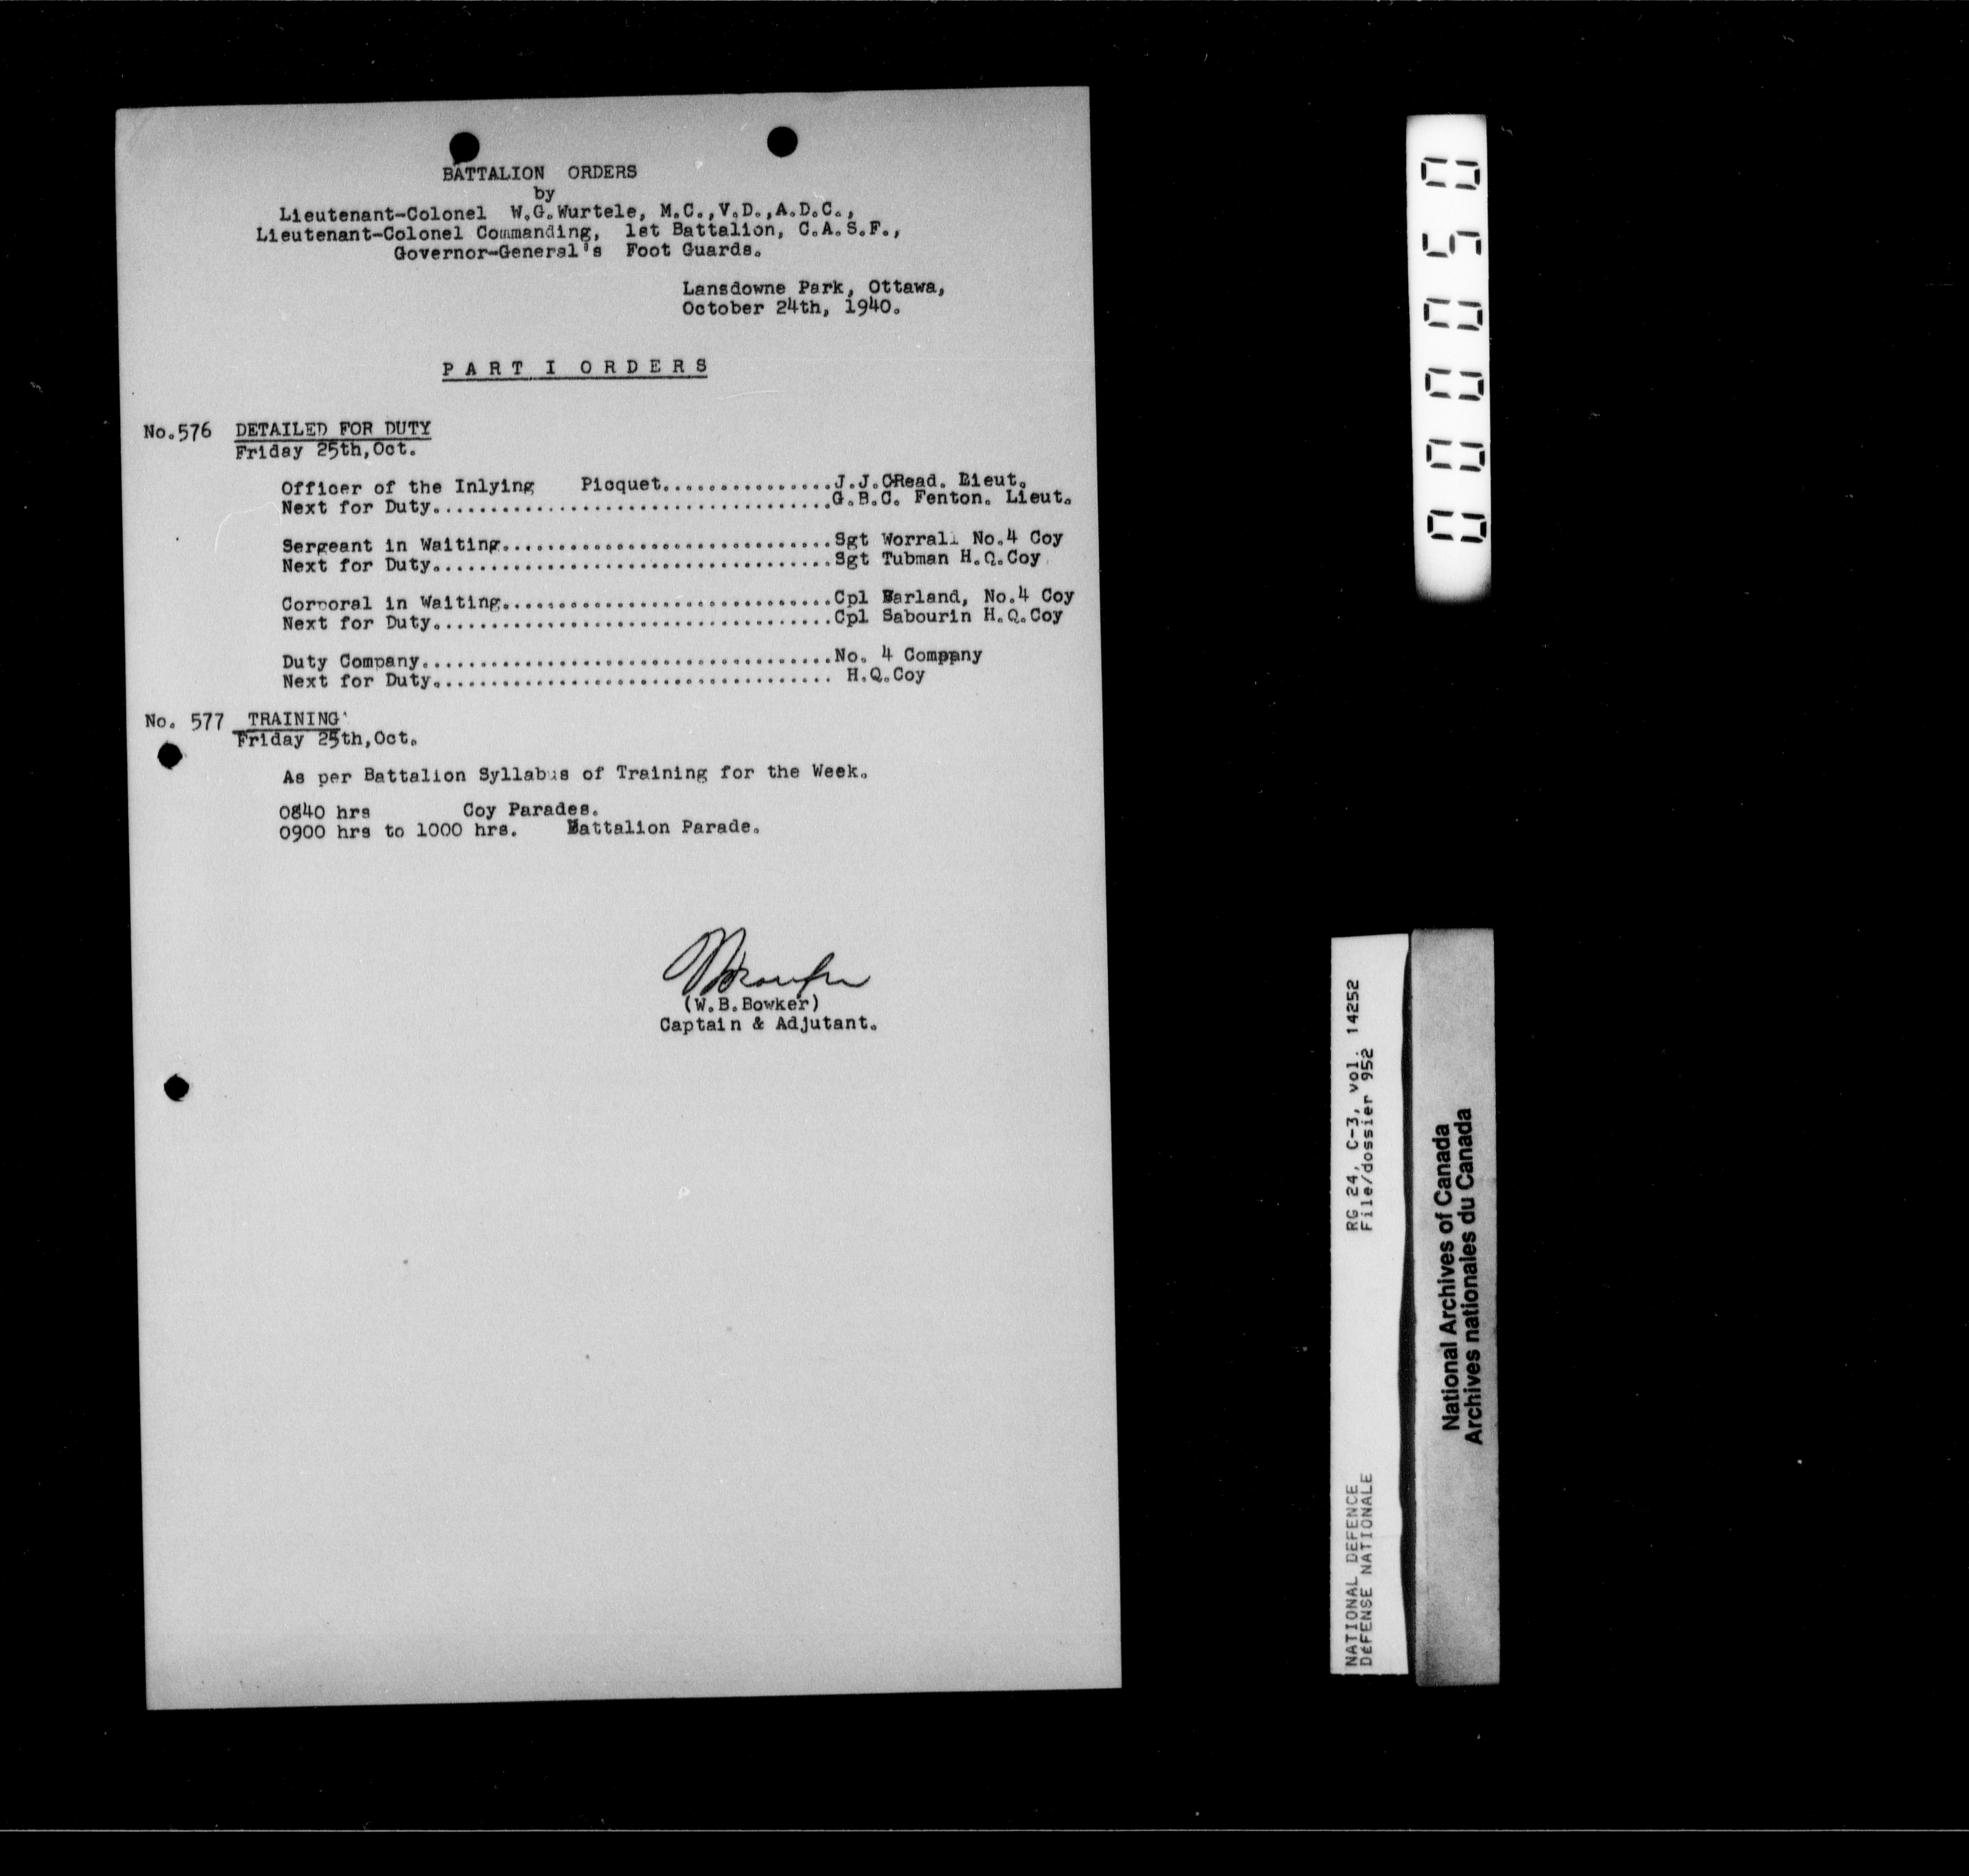 BATTALION ORDERS
by
Lieutenant-Colonel W.G.Wurtele, M.C.,V.D.,A.D.C.,
Lieutenant-Colonel Commanding, 1st Battalion, C.A.S.F.,
Governor-General's Foot Guards.
Lansdowne Park, Ottawa,
October 24th, 1940.
PART I ORDERS
No.576 DETAILED FOR DUTY
Friday 25th,Oct.
Officer of the Inlying Picquet...............J.J.CRead. Lieut.
Next for Duty...................................G.B.C. Fenton. Lieut.
Sergeant in Waiting.............................Sgt Worrall No.4 Coy
Next for Duty...................................Sgt Tubman H.Q.Coy
Corporal in Waiting.............................Cpl Barland, No.4 Coy
Next for Duty...................................Cpl Sabourin H.Q.Coy
Duty Company....................................No. 4 Company
Next for Duty................................... H.Q.Coy
No. 577 TRAINING
Friday 25th,Oct.
As per Battalion Syllabus of Training for the Week.
0840 hrs Coy Parades.
0900 hrs to 1000 hrs. Battalion Parade.
(W.B.Bowker)
Captain & Adjutant.
000050
RG 24, C-3, vol. 14252
File/dossier 952
NATIONAL DEFENCE
DéFENSE NATIONALE
National Archives of Canada
Archives nationales du Canada